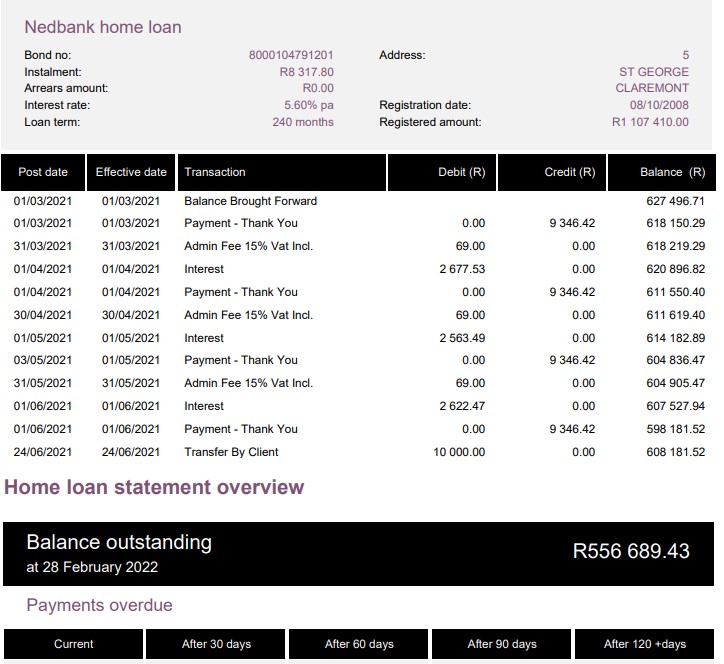 Nedbank home loan
Bond no: 8000104791201 Address: 5
Instalment: R8 317.80 ST GEORGE
Arrears amount: R0.00 CLAREMONT
Interest rate: 5.60% pa Registration date: 08/10/2008
Loan term: 240 months Registered amount: R1 107 410.00
Post date Effective date Transaction Debit (R) Credit (R) Balance (R)
01/03/2021 01/03/2021 Balance Brought Forward 627 496.71
01/03/2021 01/03/2021 Payment - Thank You 0.00 9 346.42 618 150.29
31/03/2021 31/03/2021 Admin Fee 15% Vat Incl. 69.00 0.00 618 219.29
01/04/2021 01/04/2021 Interest 2 677.53 0.00 620 896.82
01/04/2021 01/04/2021 Payment - Thank You 0.00 9 346.42 611 550.40
30/04/2021 30/04/2021 Admin Fee 15% Vat Incl. 69.00 0.00 611 619.40
01/05/2021 01/05/2021 Interest 2 563.49 0.00 614 182.89
03/05/2021 01/05/2021 Payment - Thank You 0.00 9 346.42 604 836.47
31/05/2021 31/05/2021 Admin Fee 15% Vat Incl. 69.00 0.00 604 905.47
01/06/2021 01/06/2021 Interest 2 622.47 0.00 607 527.94
01/06/2021 01/06/2021 Payment - Thank You 0.00 9 346.42 598 181.52
24/06/2021 24/06/2021 Transfer By Client 10 000.00 0.00 608 181.52
Home loan statement overview
Balance outstanding R556 689.43
at 28 February 2022
Payments overdue
Current After 30 days After 60 days After 90 days After 120 +days